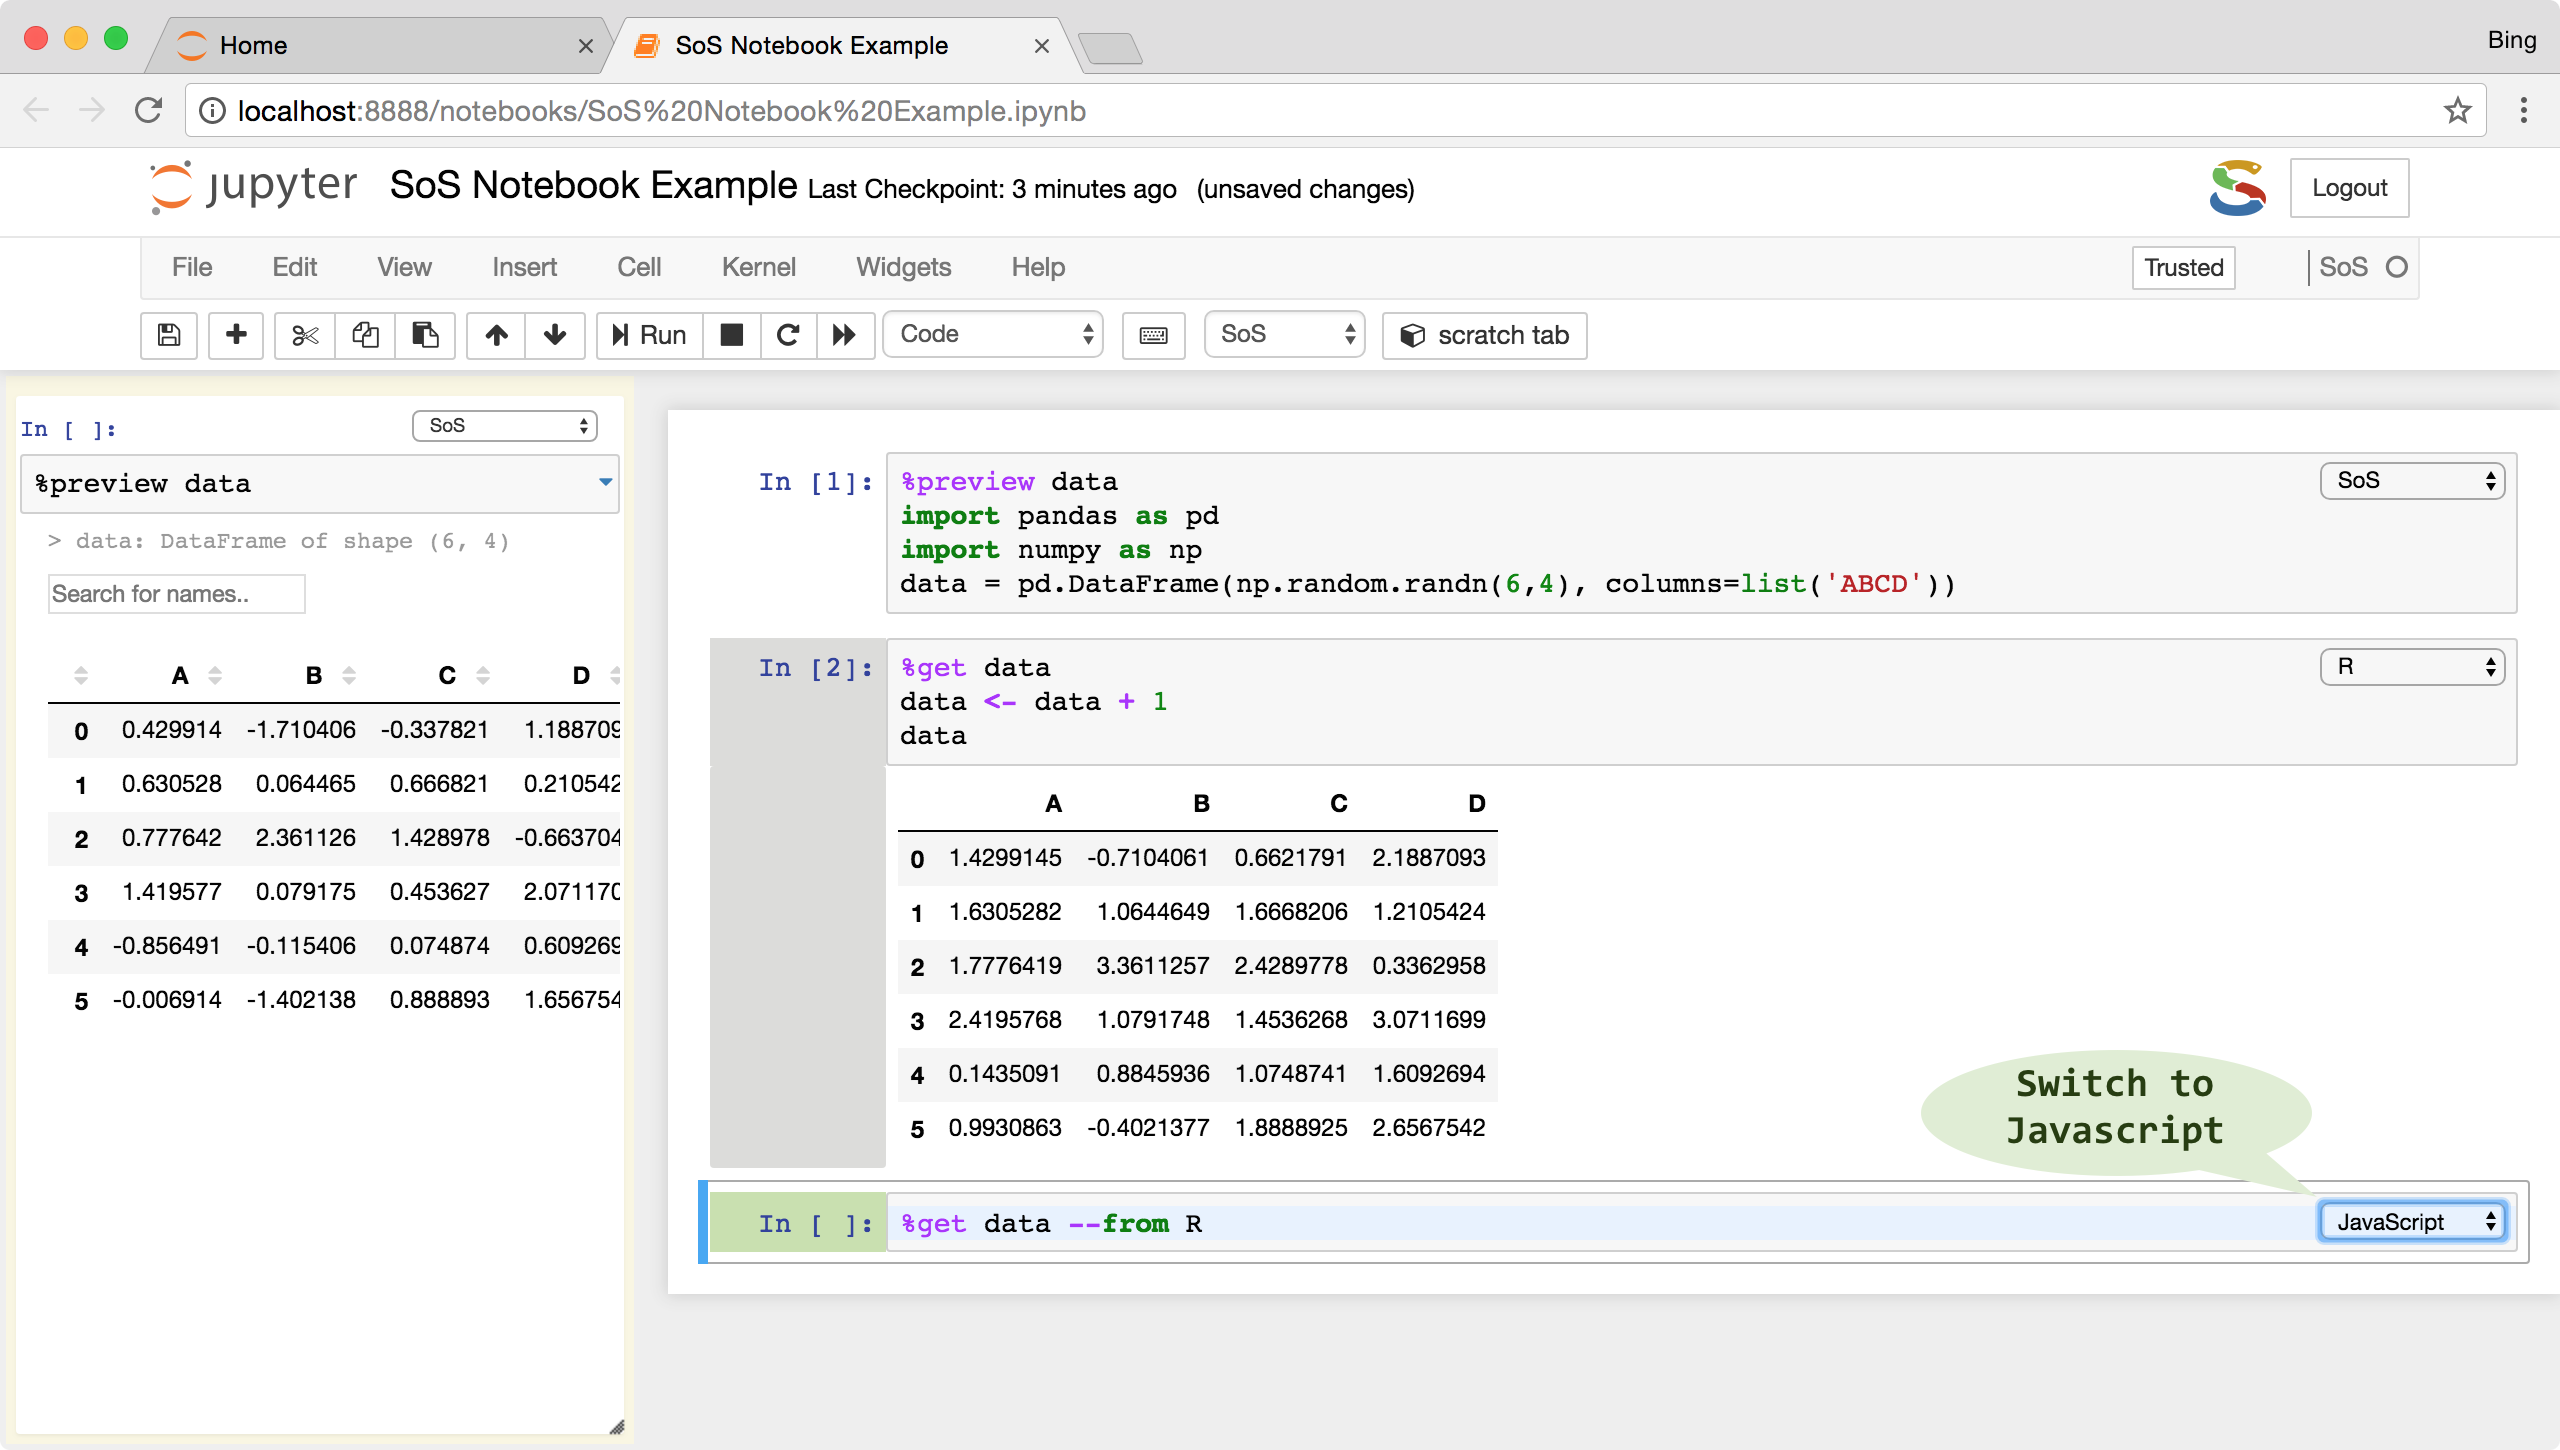 Home
SoS Notebook Example
Bing
localhost:8888/notebooks/SoS%20Notebook%20Example.ipynb
jupyter SoS Notebook Example Last Checkpoint: 3 minutes ago (unsaved changes)
Logout
File Edit View Insert Cell Kernel Widgets Help
Trusted
SoS
Run
Code
SoS
scratch tab
In [ ]:
SoS
%preview data
> data: DataFrame of shape (6, 4)
Search for names..
A B C D
0 0.429914 -1.710406 -0.337821 1.188709
1 0.630528 0.064465 0.666821 0.210542
2 0.777642 2.361126 1.428978 -0.663704
3 1.419577 0.079175 0.453627 2.071170
4 -0.856491 -0.115406 0.074874 0.609269
5 -0.006914 -1.402138 0.888893 1.656754
In [1]:
%preview data
SoS
import pandas as pd
import numpy as np
data = pd.DataFrame(np.random.randn(6,4), columns=list('ABCD'))
In [2]:
%get data
R
data <- data + 1
data
A B C D
0 1.4299145 -0.7104061 0.6621791 2.1887093
1 1.6305282 1.0644649 1.6668206 1.2105424
2 1.7776419 3.3611257 2.4289778 0.3362958
3 2.4195768 1.0791748 1.4536268 3.0711699
4 0.1435091 0.8845936 1.0748741 1.6092694
5 0.9930863 -0.4021377 1.8888925 2.6567542
Switch to
Javascript
In [ ]:
%get data --from R
JavaScript